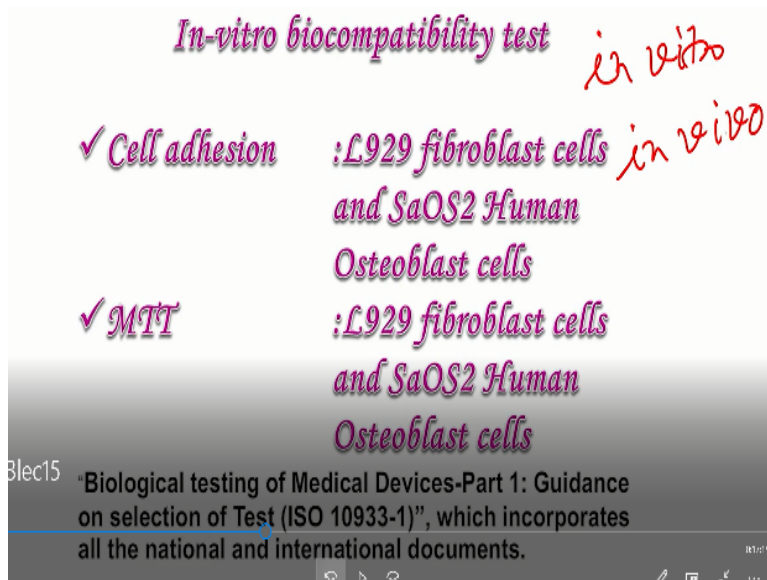 In-vitro biocompatibility test
in vitro
in vivo
✓ Cell adhesion :L929 fibroblast cells
and SaOS2 Human
Osteoblast cells
✓ MTT :L929 fibroblast cells
and SaOS2 Human
Osteoblast cells
3lec15
"Biological testing of Medical Devices-Part 1: Guidance
on selection of Test (ISO 10933-1)", which incorporates
all the national and international documents.